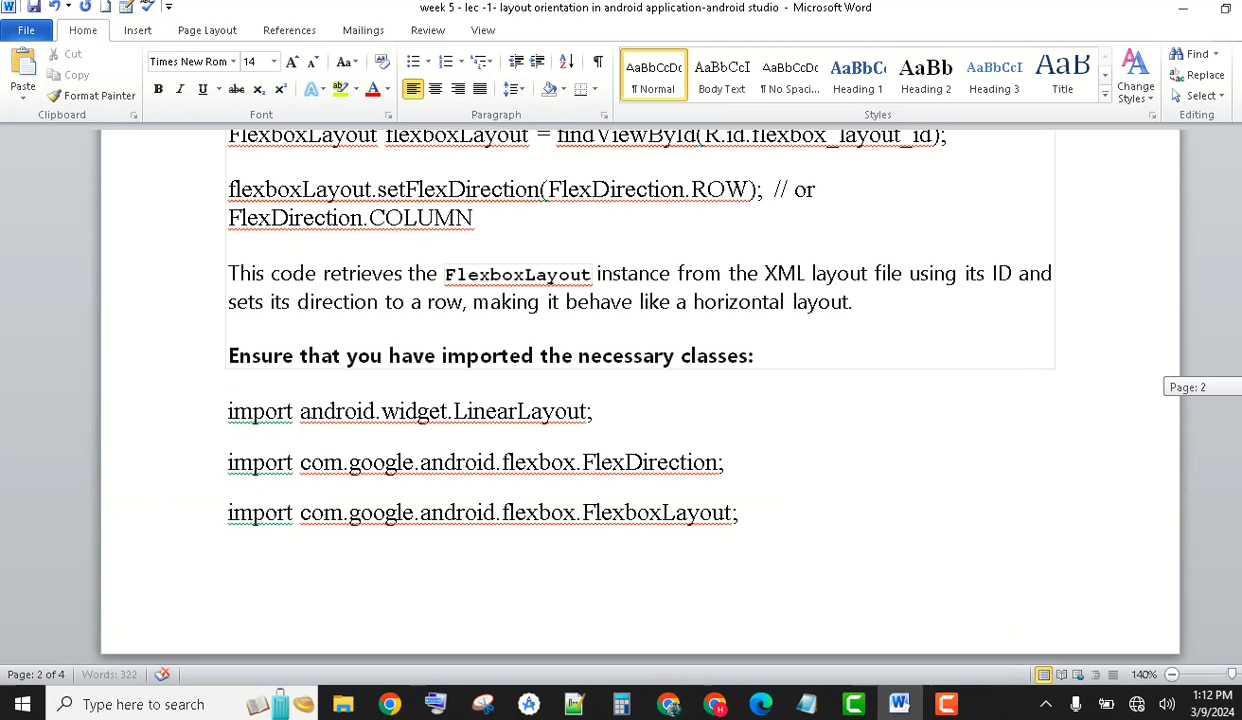 week 5 - lec -1- layout orientation in android application-android studio - Microsoft Word
File Home Insert Page Layout References Mailings Review View
Paste
Cut
Copy
Format Painter
Clipboard
Times New Rom 14 Aa
B I U abc x₂ x² A A
Font
Paragraph
AaBbCcDc AaBbCcI AaBbCcDc AaBbCc AaBb AaBbCcI AaB
¶ Normal Body Text ¶ No Spaci... Heading 1 Heading 2 Heading 3 Title
Styles
Change
Styles
Find
Replace
Select
Editing
FlexboxLayout flexboxLayout = findViewById(R.id.flexbox_layout_id);
flexboxLayout.setFlexDirection(FlexDirection.ROW); // or
FlexDirection.COLUMN
This code retrieves the FlexboxLayout instance from the XML layout file using its ID and
sets its direction to a row, making it behave like a horizontal layout.
Ensure that you have imported the necessary classes:
Page: 2
import android.widget.LinearLayout;
import com.google.android.flexbox.FlexDirection;
import com.google.android.flexbox.FlexboxLayout;
Page: 2 of 4 Words: 322 140%
Type here to search
1:12 PM
3/9/2024